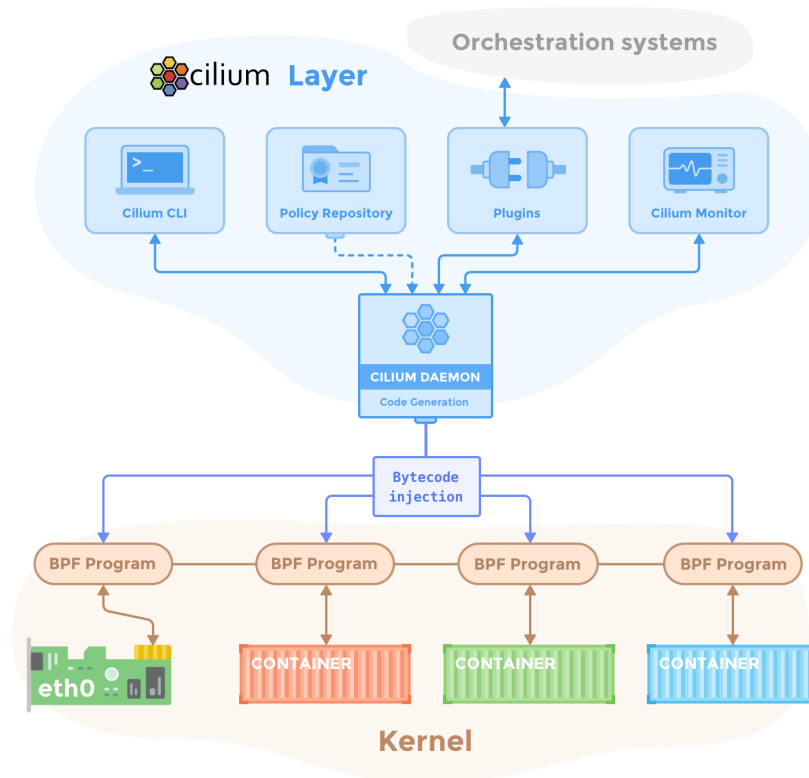 Orchestration systems
cilium Layer
>_
Cilium CLI
Policy Repository
Plugins
Cilium Monitor
CILIUM DAEMON
Code Generation
Bytecode
injection
BPF Program
BPF Program
BPF Program
BPF Program
eth0
CONTAINER
CONTAINER
CONTAINER
Kernel